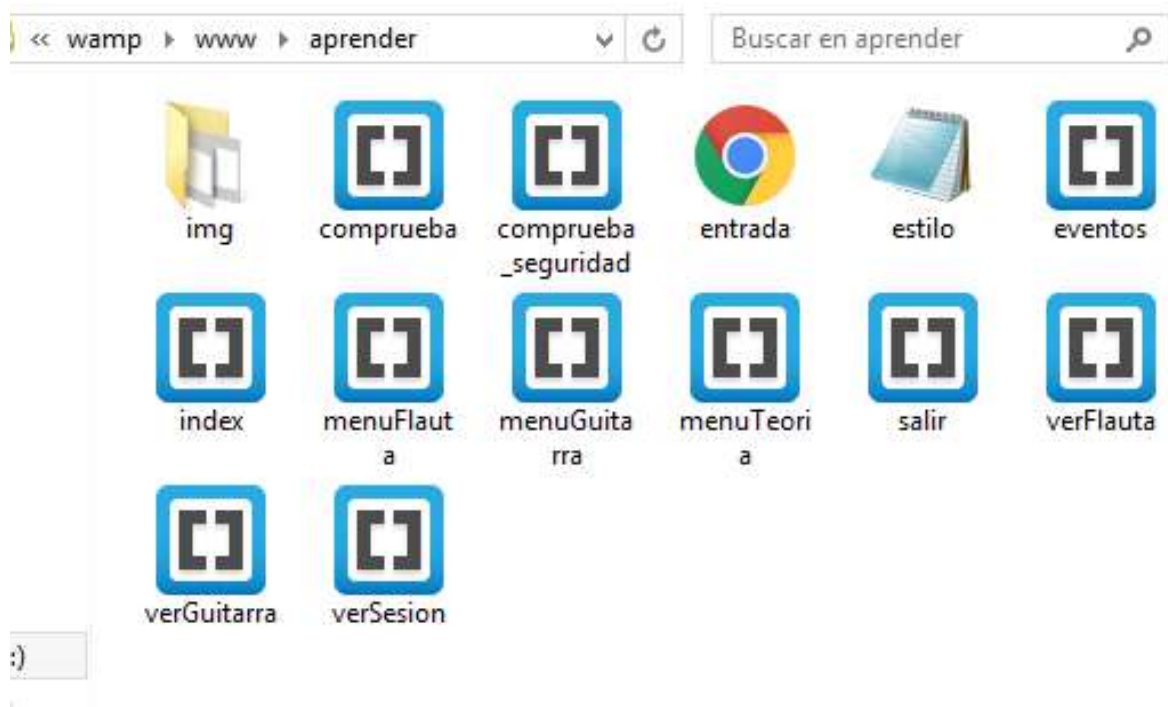 « wamp www aprender Buscar en aprender
img comprueba comprueba entrada estilo eventos
_seguridad
index menuFlaut menuGuita menuTeori salir verFlauta
a rra a
verGuitarra verSesion
:)